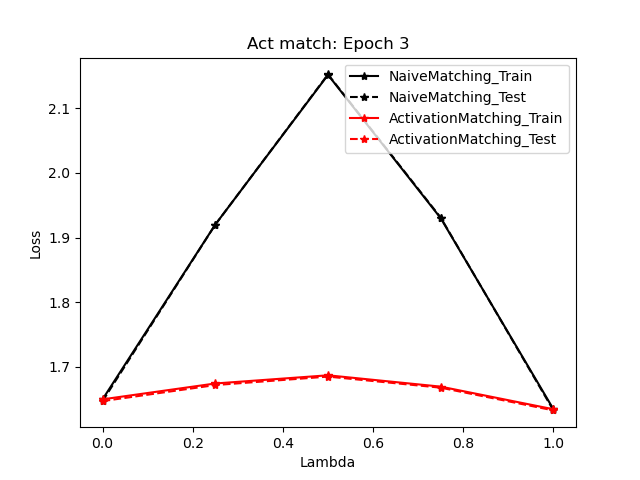 Act match: Epoch 3
NaiveMatching_Train
NaiveMatching_Test
ActivationMatching_Train
ActivationMatching_Test
Loss
2.1
2.0
1.9
1.8
1.7
0.0 0.2 0.4 0.6 0.8 1.0
Lambda